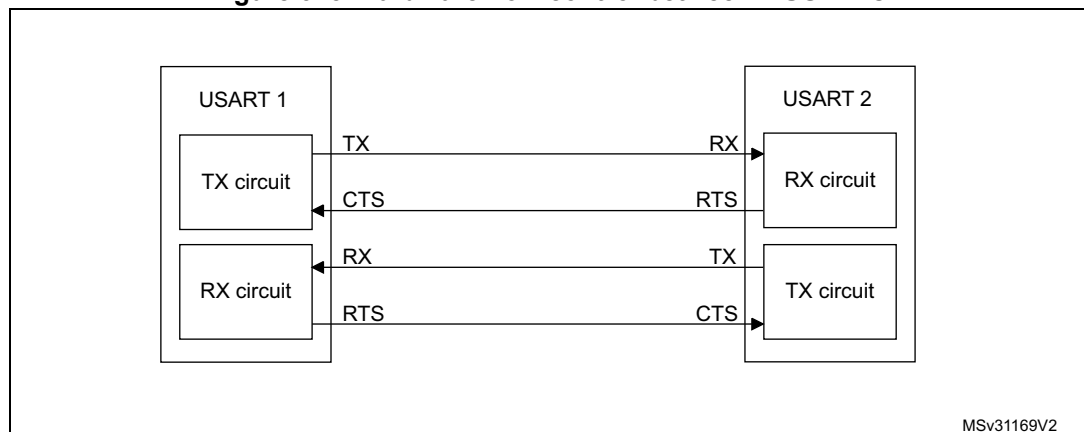 USART 1
USART 2
TX circuit
TX
RX
RX circuit
CTS
RTS
RX circuit
RX
TX
TX circuit
RTS
CTS
MSv31169V2